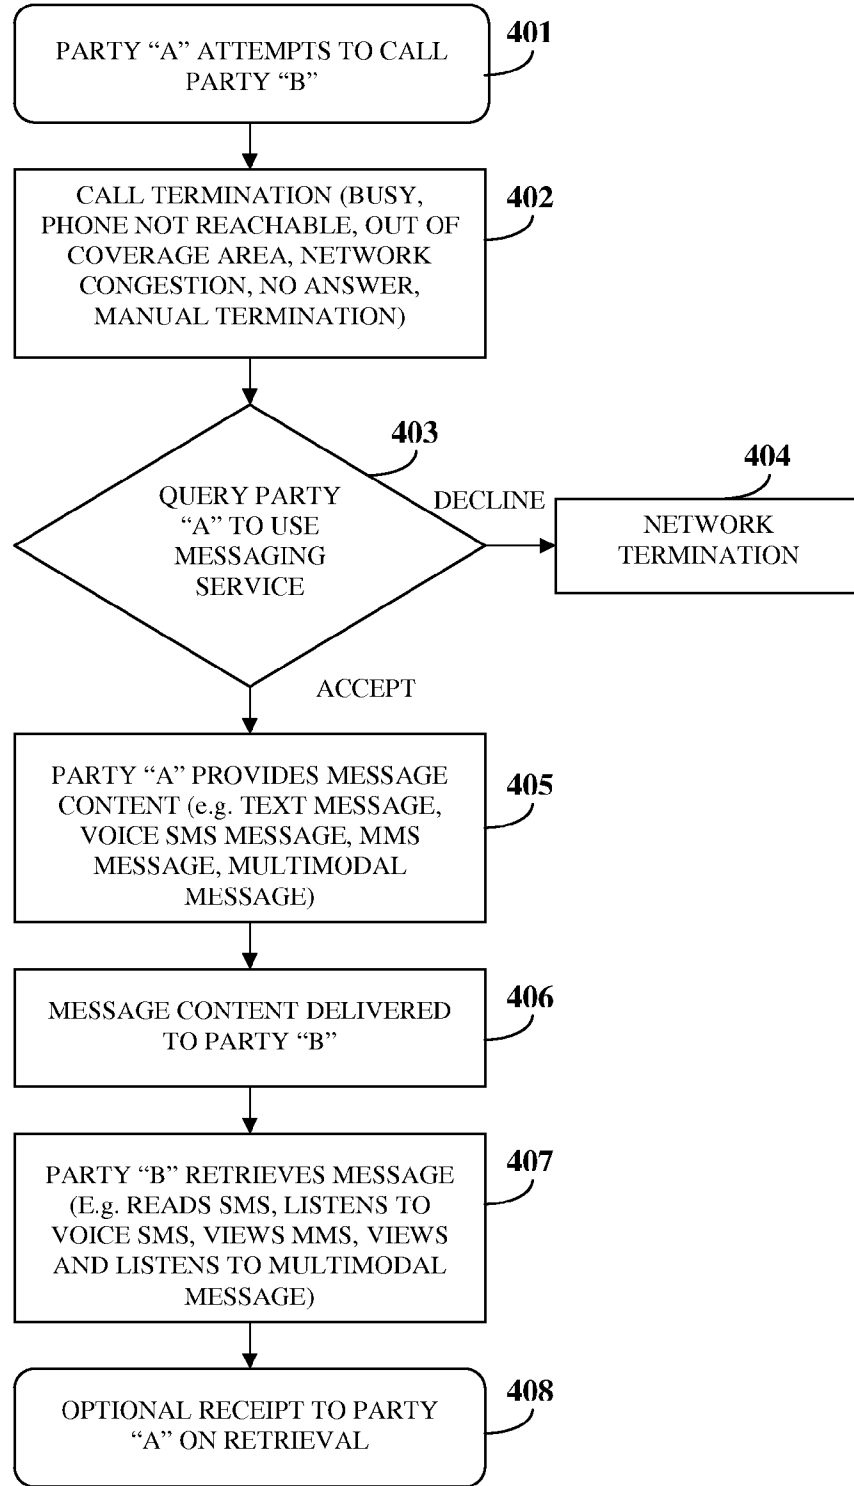 401
PARTY “A” ATTEMPTS TO CALL
PARTY “B”
402
CALL TERMINATION (BUSY,
PHONE NOT REACHABLE, OUT OF
COVERAGE AREA, NETWORK
CONGESTION, NO ANSWER,
MANUAL TERMINATION)
403
QUERY PARTY
“A” TO USE
MESSAGING
SERVICE
DECLINE
404
NETWORK
TERMINATION
ACCEPT
405
PARTY “A” PROVIDES MESSAGE
CONTENT (e.g. TEXT MESSAGE,
VOICE SMS MESSAGE, MMS
MESSAGE, MULTIMODAL
MESSAGE)
406
MESSAGE CONTENT DELIVERED
TO PARTY “B”
407
PARTY “B” RETRIEVES MESSAGE
(E.g. READS SMS, LISTENS TO
VOICE SMS, VIEWS MMS, VIEWS
AND LISTENS TO MULTIMODAL
MESSAGE)
408
OPTIONAL RECEIPT TO PARTY
“A” ON RETRIEVAL